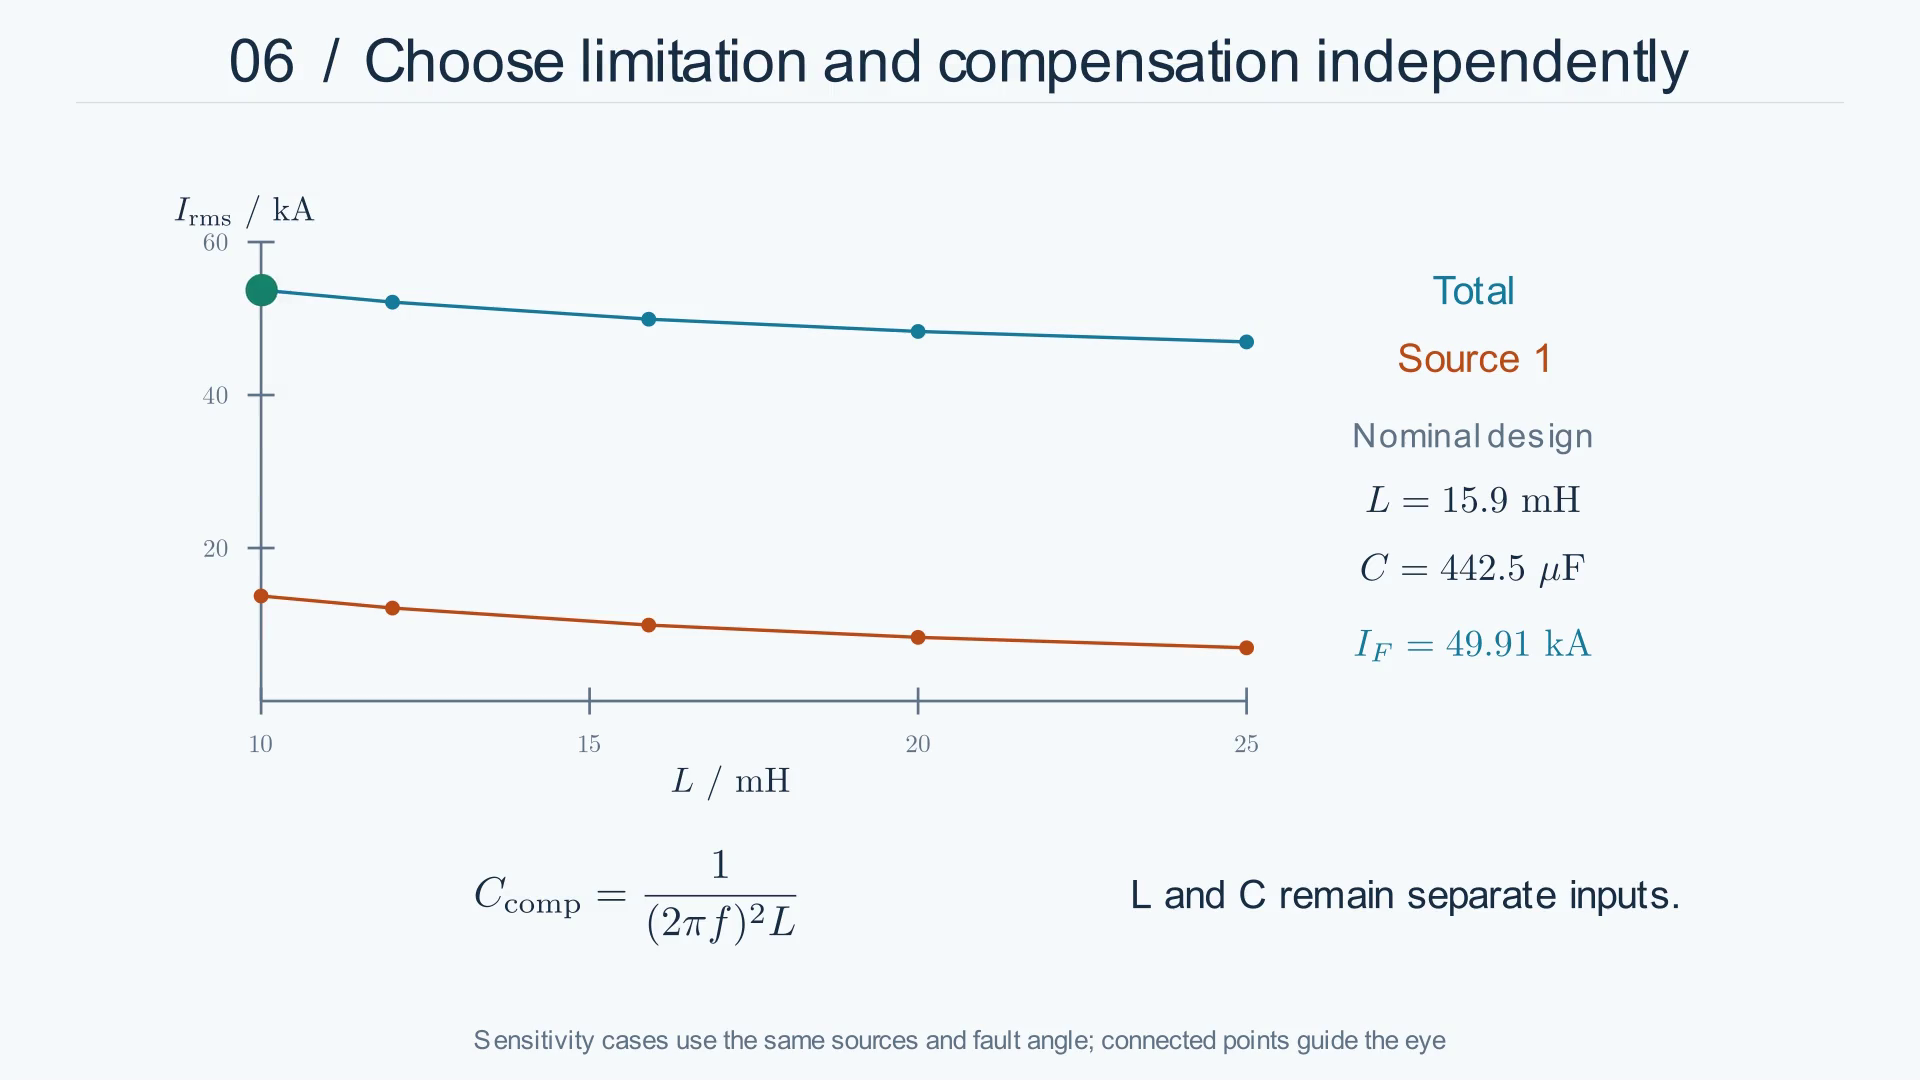 06 / Choose limitation and compensation independently
I_rms / kA
60
40
20
10 15 20 25
L / mH
Total
Source 1
Nominal design
L = 15.9 mH
C = 442.5 μF
I_F = 49.91 kA
C_comp = 1 / (2πf)²L
L and C remain separate inputs.
Sensitivity cases use the same sources and fault angle; connected points guide the eye